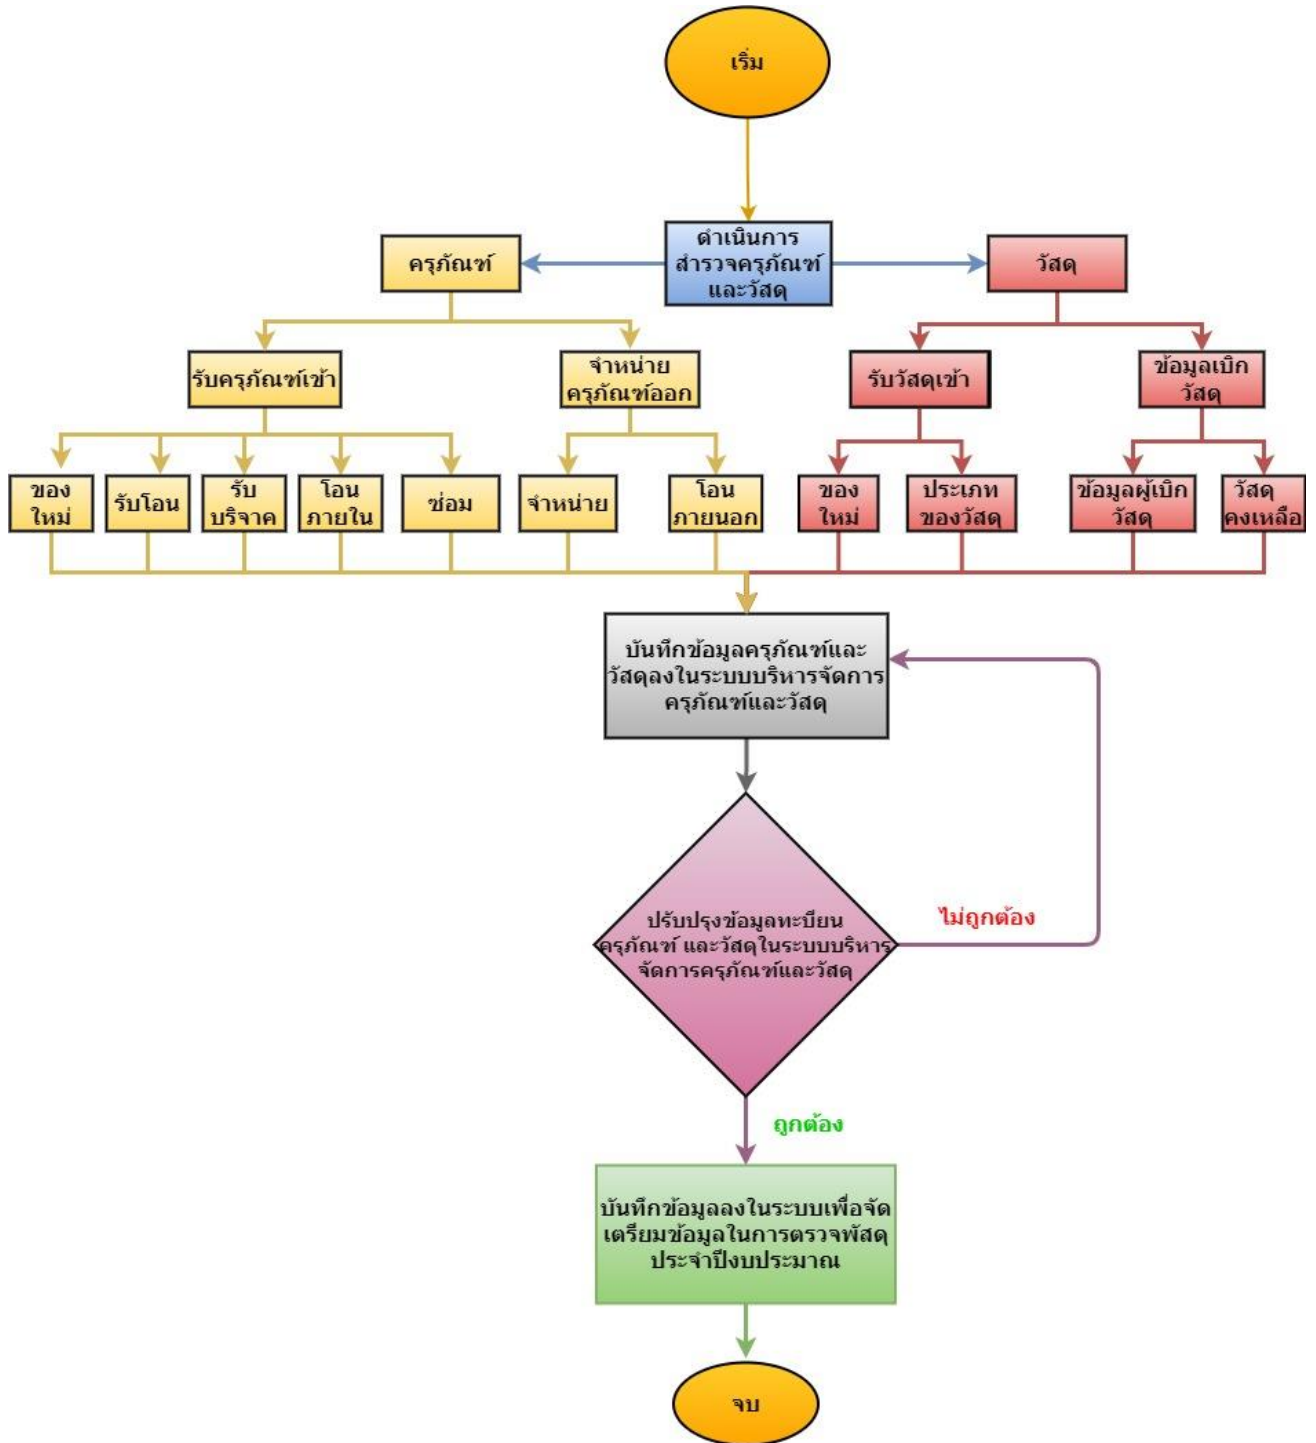 เริ่ม
ดำเนินการ
สำรวจครุภัณฑ์
และวัสดุ
ครุภัณฑ์
วัสดุ
รับครุภัณฑ์เข้า
จำหน่าย
ครุภัณฑ์ออก
รับวัสดุเข้า
ข้อมูลเบิก
วัสดุ
ของ
ใหม่
รับโอน
รับ
บริจาค
โอน
ภายใน
ซ่อม
จำหน่าย
โอน
ภายนอก
ของ
ใหม่
ประเภท
ของวัสดุ
ข้อมูลผู้เบิก
วัสดุ
วัสดุ
คงเหลือ
บันทึกข้อมูลครุภัณฑ์และ
วัสดุลงในระบบบริหารจัดการ
ครุภัณฑ์และวัสดุ
ปรับปรุงข้อมูลทะบียน
ครุภัณฑ์ และวัสดุในระบบบริหาร
จัดการครุภัณฑ์และวัสดุ
ไม่ถูกต้อง
ถูกต้อง
บันทึกข้อมูลลงในระบบเพื่อจัด
เตรียมข้อมูลในการตรวจพัสดุ
ประจำปีงบประมาณ
จบ